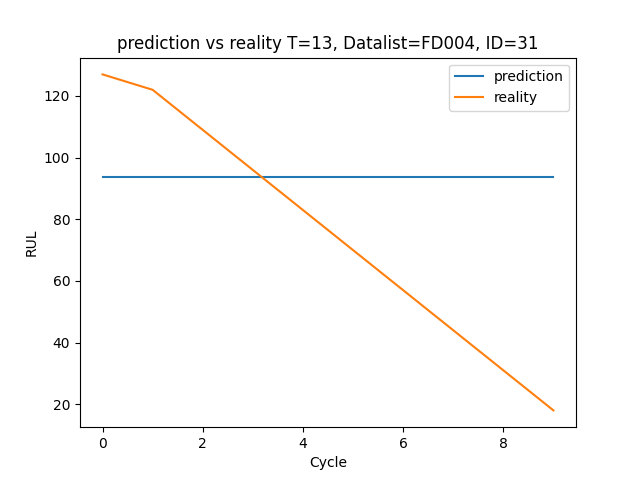 prediction vs reality T=13, Datalist=FD004, ID=31
prediction
reality
120
100
80
60
40
20
RUL
0 2 4 6 8
Cycle